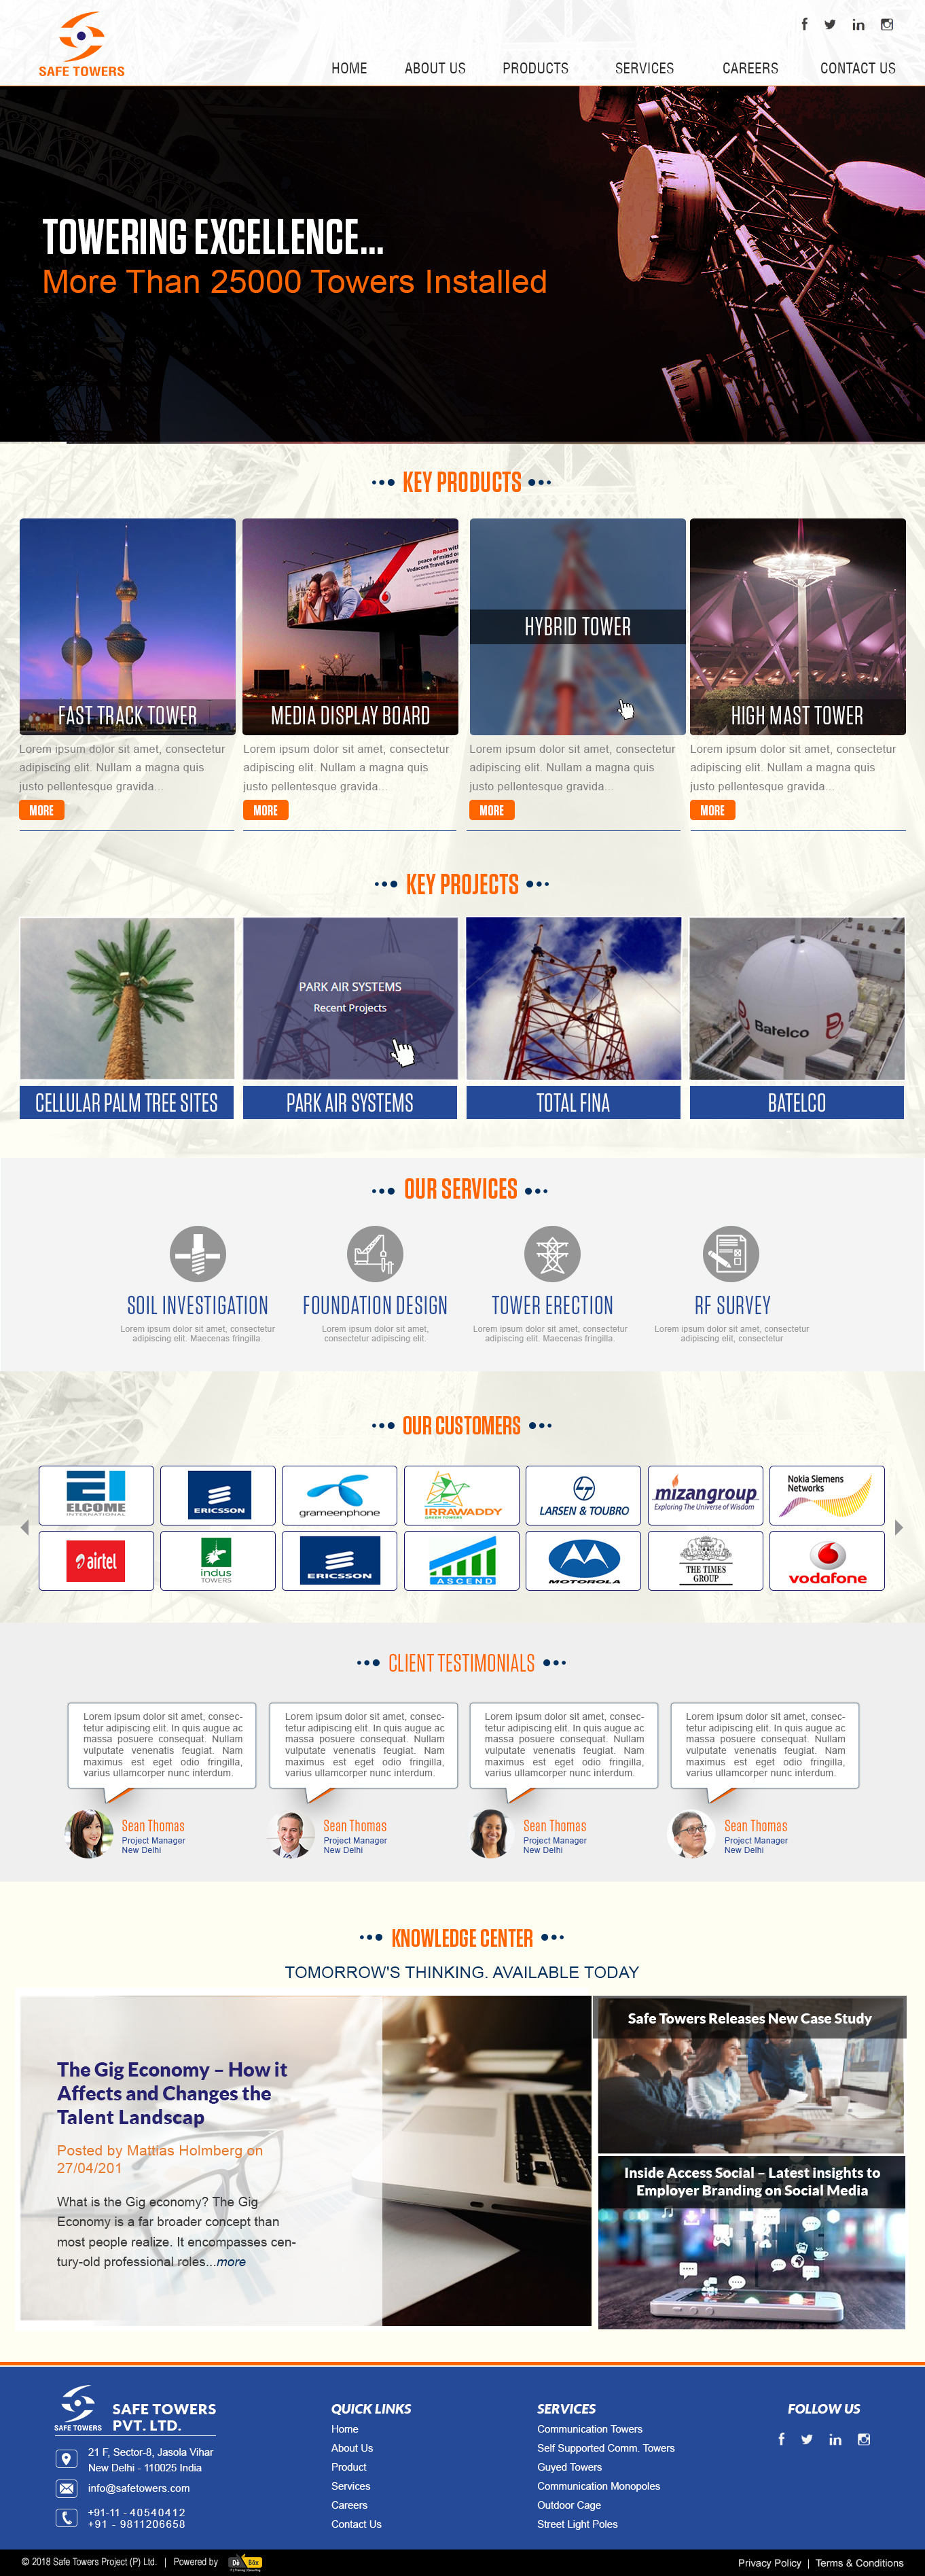 SAFE TOWERS
HOME
ABOUT US
PRODUCTS
SERVICES
CAREERS
CONTACT US
TOWERING EXCELLENCE...
More Than 25000 Towers Installed
KEY PRODUCTS
Roam with
peace of mind on
Vodacom Travel Saver
FAST TRACK TOWER
MEDIA DISPLAY BOARD
HYBRID TOWER
HIGH MAST TOWER
Lorem ipsum dolor sit amet, consectetur
adipiscing elit. Nullam a magna quis
justo pellentesque gravida...
MORE
Lorem ipsum dolor sit amet, consectetur
adipiscing elit. Nullam a magna quis
justo pellentesque gravida...
MORE
Lorem ipsum dolor sit amet, consectetur
adipiscing elit. Nullam a magna quis
justo pellentesque gravida...
MORE
Lorem ipsum dolor sit amet, consectetur
adipiscing elit. Nullam a magna quis
justo pellentesque gravida...
MORE
KEY PROJECTS
PARK AIR SYSTEMS
Recent Projects
Batelco
CELLULAR PALM TREE SITES
PARK AIR SYSTEMS
TOTAL FINA
BATELCO
OUR SERVICES
SOIL INVESTIGATION
Lorem ipsum dolor sit amet, consectetur
adipiscing elit. Maecenas fringilla.
FOUNDATION DESIGN
Lorem ipsum dolor sit amet,
consectetur adipiscing elit.
TOWER ERECTION
Lorem ipsum dolor sit amet, consectetur
adipiscing elit. Maecenas fringilla.
RF SURVEY
Lorem ipsum dolor sit amet, consectetur
adipiscing elit, consectetur
OUR CUSTOMERS
ELCOME
INTERNATIONAL
ERICSSON
grameenphone
IRRAWADDY
GREEN TOWERS
LARSEN & TOUBRO
mizangroup
Exploring The Universe of Wisdom
Nokia Siemens
Networks
airtel
indus
TOWERS
ERICSSON
ASCEND
MOTOROLA
THE TIMES
GROUP
vodafone
CLIENT TESTIMONIALS
Lorem ipsum dolor sit amet, consec-
tetur adipiscing elit. In quis augue ac
massa posuere consequat. Nullam
vulputate venenatis feugiat. Nam
maximus est eget odio fringilla,
varius ullamcorper nunc interdum.
Sean Thomas
Project Manager
New Delhi
Lorem ipsum dolor sit amet, consec-
tetur adipiscing elit. In quis augue ac
massa posuere consequat. Nullam
vulputate venenatis feugiat. Nam
maximus est eget odio fringilla,
varius ullamcorper nunc interdum.
Sean Thomas
Project Manager
New Delhi
Lorem ipsum dolor sit amet, consec-
tetur adipiscing elit. In quis augue ac
massa posuere consequat. Nullam
vulputate venenatis feugiat. Nam
maximus est eget odio fringilla,
varius ullamcorper nunc interdum.
Sean Thomas
Project Manager
New Delhi
Lorem ipsum dolor sit amet, consec-
tetur adipiscing elit. In quis augue ac
massa posuere consequat. Nullam
vulputate venenatis feugiat. Nam
maximus est eget odio fringilla,
varius ullamcorper nunc interdum.
Sean Thomas
Project Manager
New Delhi
KNOWLEDGE CENTER
TOMORROW'S THINKING. AVAILABLE TODAY
The Gig Economy – How it
Affects and Changes the
Talent Landscap
Posted by Mattias Holmberg on
27/04/201
What is the Gig economy? The Gig
Economy is a far broader concept than
most people realize. It encompasses cen-
tury-old professional roles...more
Safe Towers Releases New Case Study
Inside Access Social – Latest insights to
Employer Branding on Social Media
SAFE TOWERS
SAFE TOWERS
PVT. LTD.
21 F, Sector-8, Jasola Vihar
New Delhi - 110025 India
info@safetowers.com
+91-11 - 40540412
+91 - 9811206658
QUICK LINKS
Home
About Us
Product
Services
Careers
Contact Us
SERVICES
Communication Towers
Self Supported Comm. Towers
Guyed Towers
Communication Monopoles
Outdoor Cage
Street Light Poles
FOLLOW US
© 2018 Safe Towers Project (P) Ltd. | Powered by
Privacy Policy | Terms & Conditions